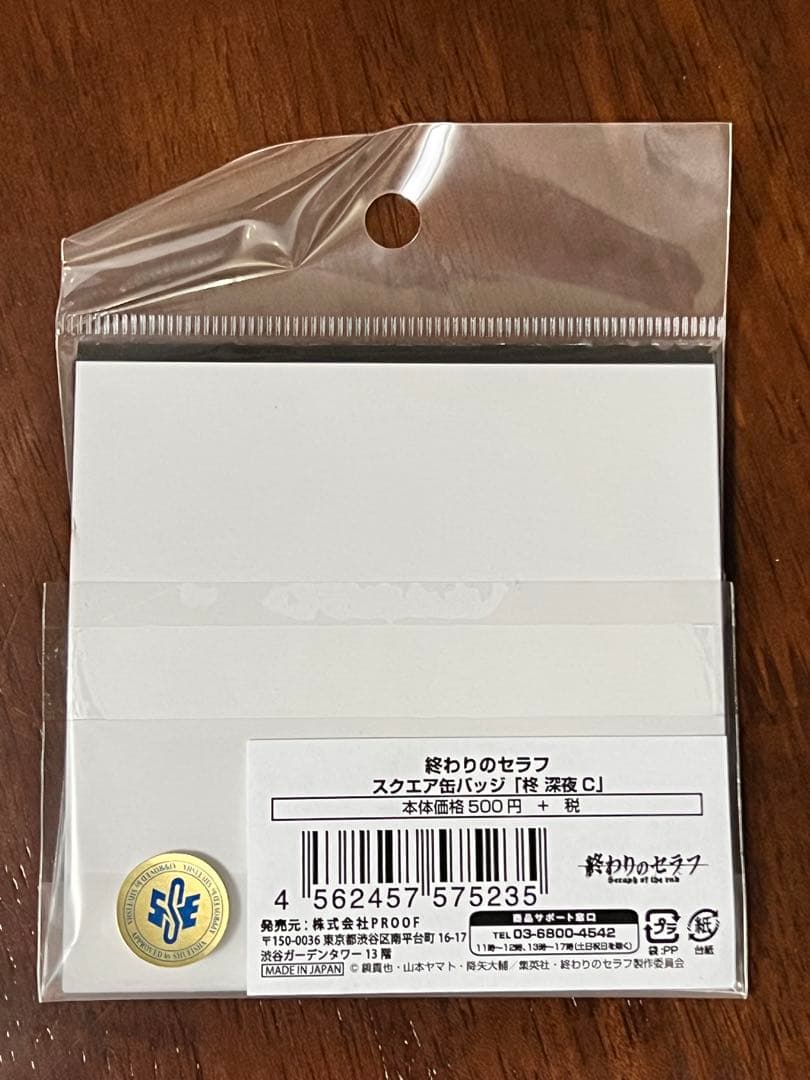 終わりのセラフ
スクエア缶バッジ「柊 深夜 C」
本体価格500円 + 税
4 562457 575235
終わりのセラフ
Seraph of the end
発売元：株式会社PROOF
〒150-0036 東京都渋谷区南平台町 16-17
渋谷ガーデンタワー 13 階
商品サポート窓口
TEL 03-6800-4542
11時〜12時、13時〜17時(土日祝日を除く)
プラ
袋:PP
紙
台紙
MADE IN JAPAN
© 鏡貴也・山本ヤマト・降矢大輔／集英社・終わりのセラフ製作委員会
SSE
APPROVED by SHUEISHA